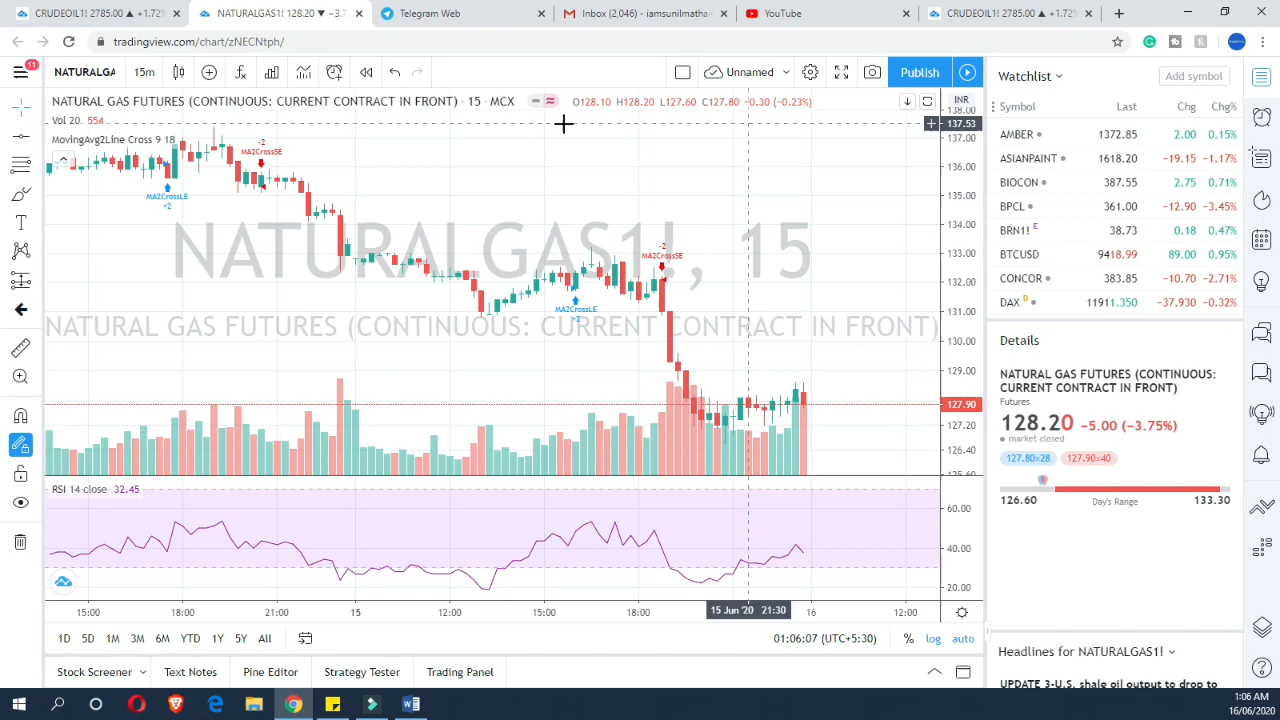 CRUDEOIL1! 2785.00 ▲ +1.72%
NATURALGAS1! 128.20 ▼ −3.7
Telegram Web
Inbox (2,046) - iamsunilmathar
YouTube
CRUDEOIL1! 2785.00 ▲ +1.725
tradingview.com/chart/zNECNtph/
11
NATURALGA
15m
Unnamed
Publish
NATURAL GAS FUTURES (CONTINUOUS: CURRENT CONTRACT IN FRONT) · 15 · MCX
O128.10 H128.20 L127.60 C127.80 −0.30 (−0.23%)
INR
Vol 20 554
MovingAvg2Line Cross 9 18
138.00
137.53
137.00
136.00
135.00
134.00
133.00
132.00
131.00
130.00
129.00
127.90
127.20
126.40
125.60
-2
MA2CrossSE
MA2CrossLE
+2
-2
MA2CrossSE
MA2CrossLE
+2
NATURALGAS1!, 15
NATURAL GAS FUTURES (CONTINUOUS: CURRENT CONTRACT IN FRONT)
RSI 14 close 32.45
60.00
40.00
20.00
15:00
18:00
21:00
15
12:00
15:00
18:00
15 Jun '20 21:30
16
12:00
1D 5D 1M 3M 6M YTD 1Y 5Y All
01:06:07 (UTC+5:30)
% log auto
Stock Screener
Text Notes
Pine Editor
Strategy Tester
Trading Panel
Watchlist
Add symbol
Symbol Last Chg Chg%
AMBER 1372.85 2.00 0.15%
ASIANPAINT 1618.20 −19.15 −1.17%
BIOCON 387.55 2.75 0.71%
BPCL 361.00 −12.90 −3.45%
BRN1! E 38.73 0.18 0.47%
BTCUSD 9418.99 89.00 0.95%
CONCOR 383.85 −10.70 −2.71%
DAX D 11911.350 −37.930 −0.32%
Details
NATURAL GAS FUTURES (CONTINUOUS:
CURRENT CONTRACT IN FRONT)
Futures
128.20 −5.00 (−3.75%)
market closed
127.80×28
127.90×40
126.60
Day's Range
133.30
Headlines for NATURALGAS1!
UPDATE 3-U.S. shale oil output to drop to
1:06 AM
16/06/2020